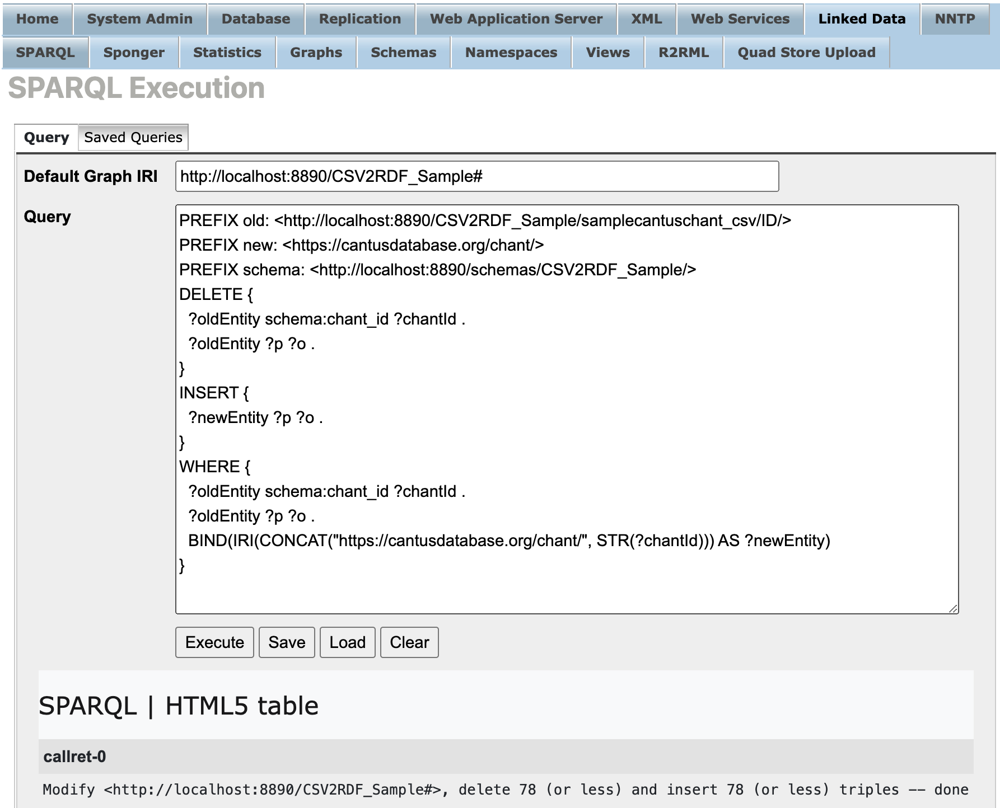 Home System Admin Database Replication Web Application Server XML Web Services Linked Data NNTP
SPARQL Sponger Statistics Graphs Schemas Namespaces Views R2RML Quad Store Upload
SPARQL Execution
Query Saved Queries
Default Graph IRI http://localhost:8890/CSV2RDF_Sample#
Query
PREFIX old: <http://localhost:8890/CSV2RDF_Sample/samplecantuschant_csv/ID/>
PREFIX new: <https://cantusdatabase.org/chant/>
PREFIX schema: <http://localhost:8890/schemas/CSV2RDF_Sample/>
DELETE {
?oldEntity schema:chant_id ?chantId .
?oldEntity ?p ?o .
}
INSERT {
?newEntity ?p ?o .
}
WHERE {
?oldEntity schema:chant_id ?chantId .
?oldEntity ?p ?o .
BIND(IRI(CONCAT("https://cantusdatabase.org/chant/", STR(?chantId))) AS ?newEntity)
}
Execute Save Load Clear
SPARQL | HTML5 table
callret-0
Modify <http://localhost:8890/CSV2RDF_Sample#>, delete 78 (or less) and insert 78 (or less) triples -- done